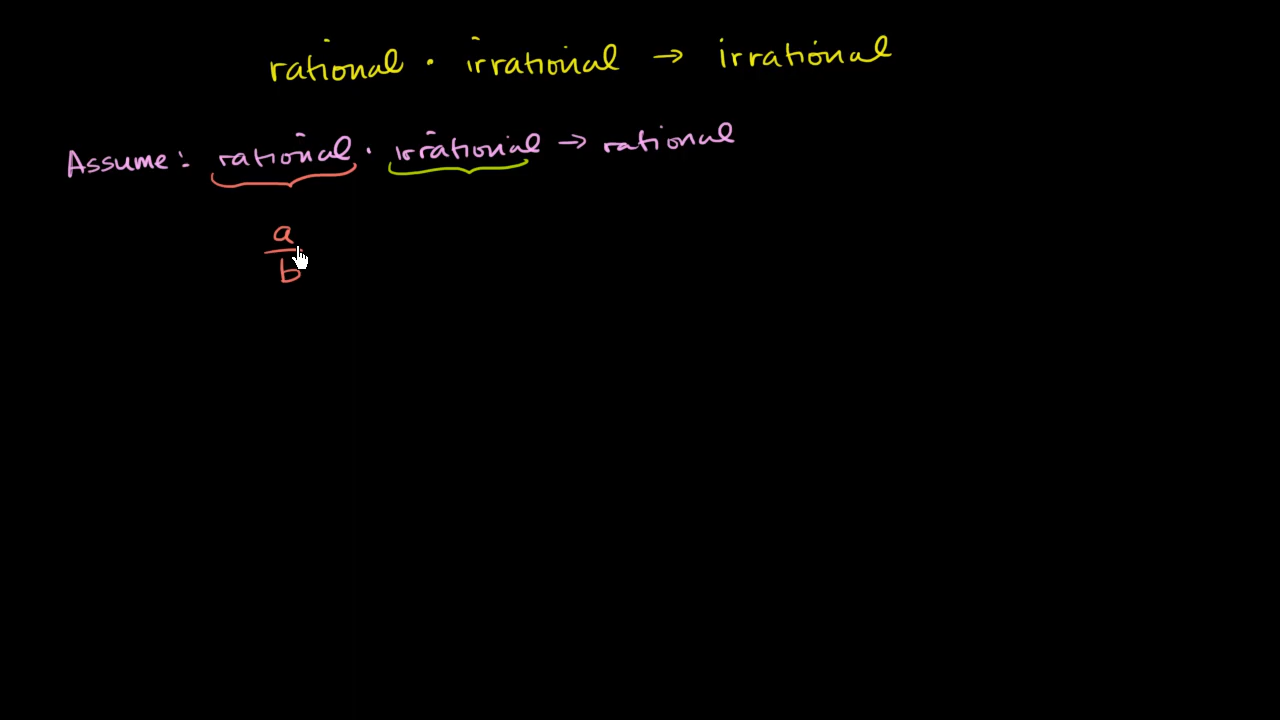 rational · irrational → irrational
Assume: rational · irrational → rational
a
b